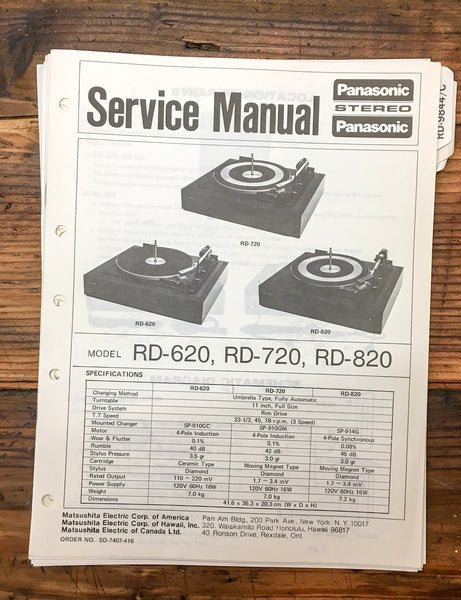 Service Manual
Panasonic
STEREO
Panasonic
RD-9844/C
RD-720
RD-620
RD-820
MODEL RD-620, RD-720, RD-820
SPECIFICATIONS
RD-620 RD-720 RD-820
Changing Method Umbrella Type, Fully Automatic
Turntable 11 inch, Full Size
Drive System Rim Drive
T.T Speed 33-1/3, 45, 78 r.p.m. (3 Speed)
Mounted Changer SP-910GC SP-910GM SP-914G
Motor 4-Pole Induction 4-Pole Induction 4-Pole Synchronous
Wow & Flutter 0.1% 0.1% 0.08%
Rumble 40 dB 42 dB 45 dB
Stylus Pressure 3.5 gr 3.0 gr 3.0 gr
Cartridge Ceramic Type Moving Magnet Type Moving Magnet Type
Stylus Diamond Diamond Diamond
Rated Output 110 ~ 220 mV 1.7 ~ 3.4 mV 1.7 ~ 3.4 mV
Power Supply 120V 60Hz 16W 120V 60Hz 16W 120V 60Hz 16W
Weight 7.0 kg 7.0 kg 7.2 kg
Dimensions 41.6 x 35.3 x 20.3 cm (W x D x H)
Matsushita Electric Corp. of America Pan Am Bldg., 200 Park Ave., New York N. Y. 10017
Matsushita Electric Corp. of Hawaii, Inc. 320, Waiakamilo Road Honolulu, Hawaii 96817
Matsushita Electric of Canada Ltd. 40 Ronson Drive, Rexdale, Ont.
ORDER NO. SD-7407-416